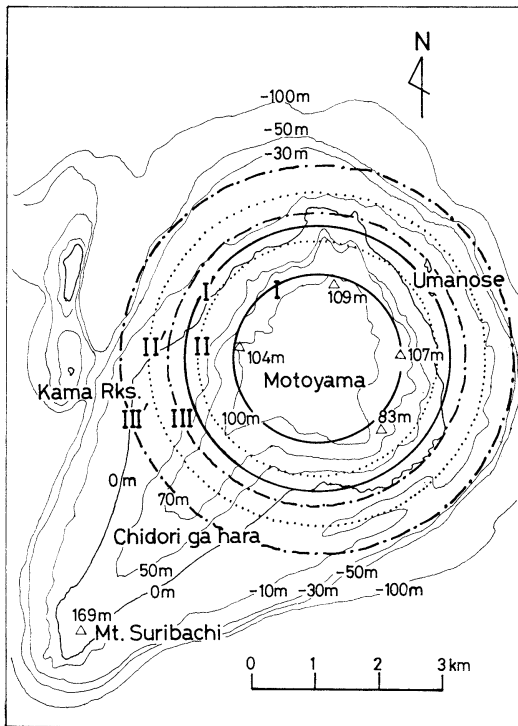 N
-100m
-50m
-30m
I
I'
109m
Umanose
II'
II
104m
107m
Motoyama
Kama Rks.
III'
III
100m
83m
0m
70m
Chidori ga hara
50m
0m
-10m
-30m
-50m
-100m
169m
Mt. Suribachi
0 1 2 3 km